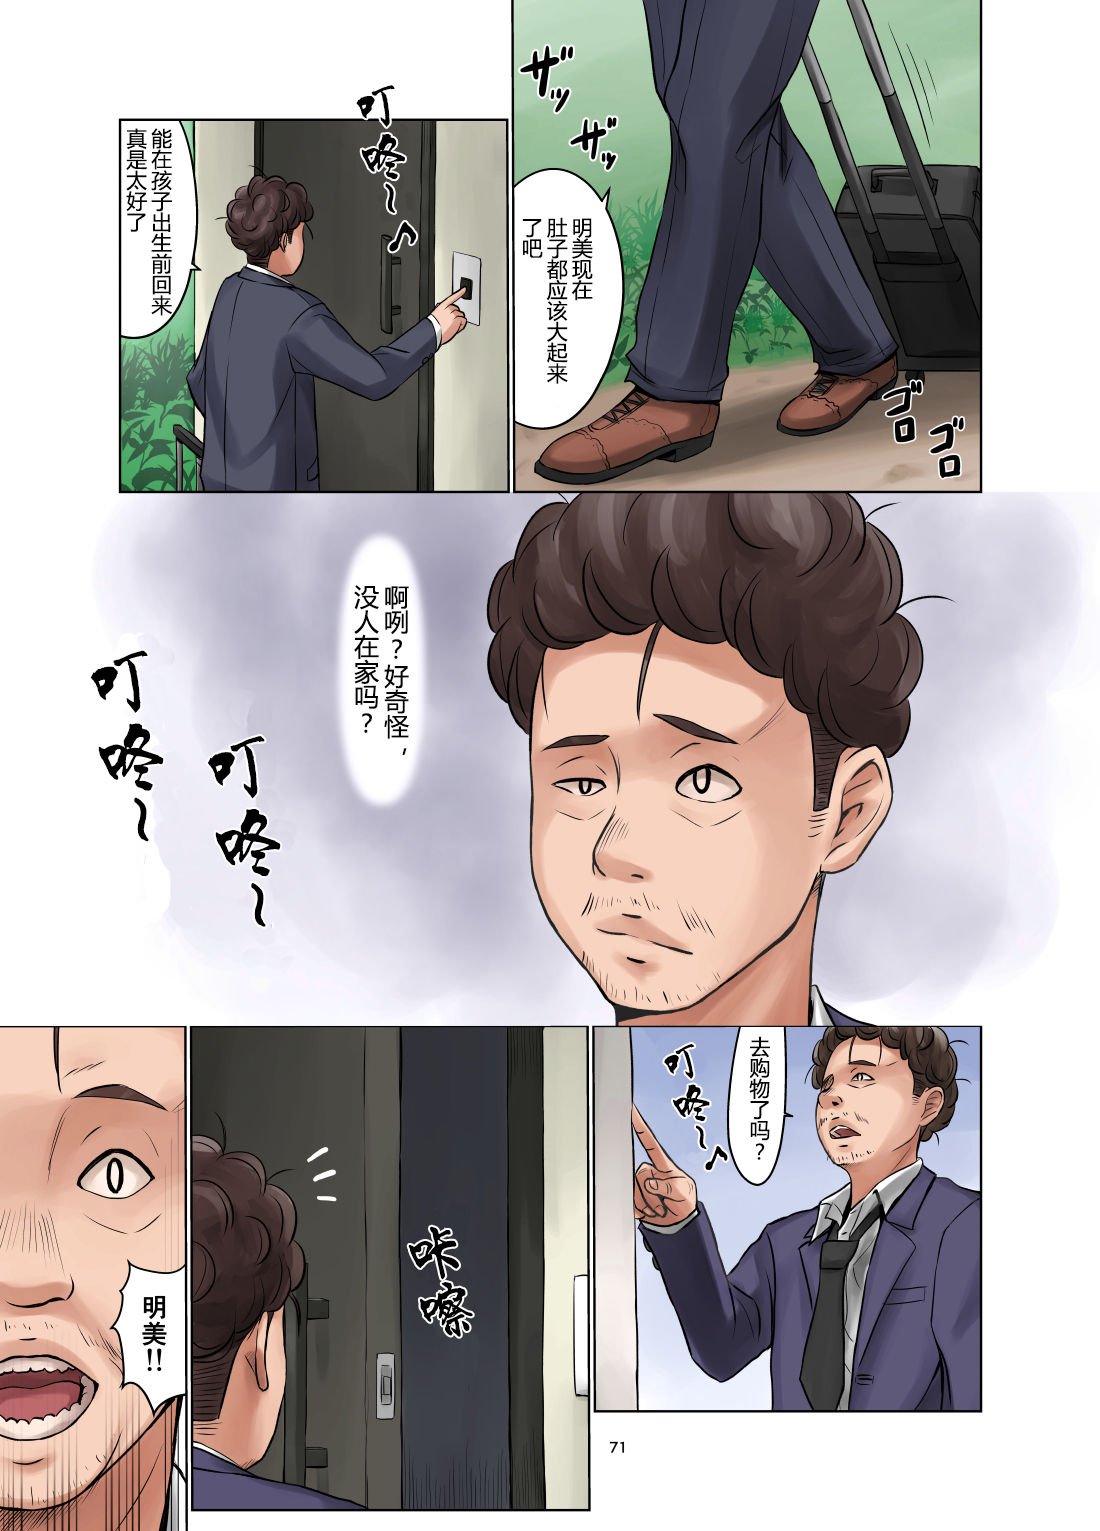 ザッ
ザッ
明美现在
肚子都应该大起来
了吧
ゴロ
ゴロ
叮咚～♪
能在孩子出生前回来
真是太好了
啊咧？好奇怪，
没人在家吗？
叮咚～
叮咚～
去购物了吗？
叮咚～♪
咔嚓
明美!!
71